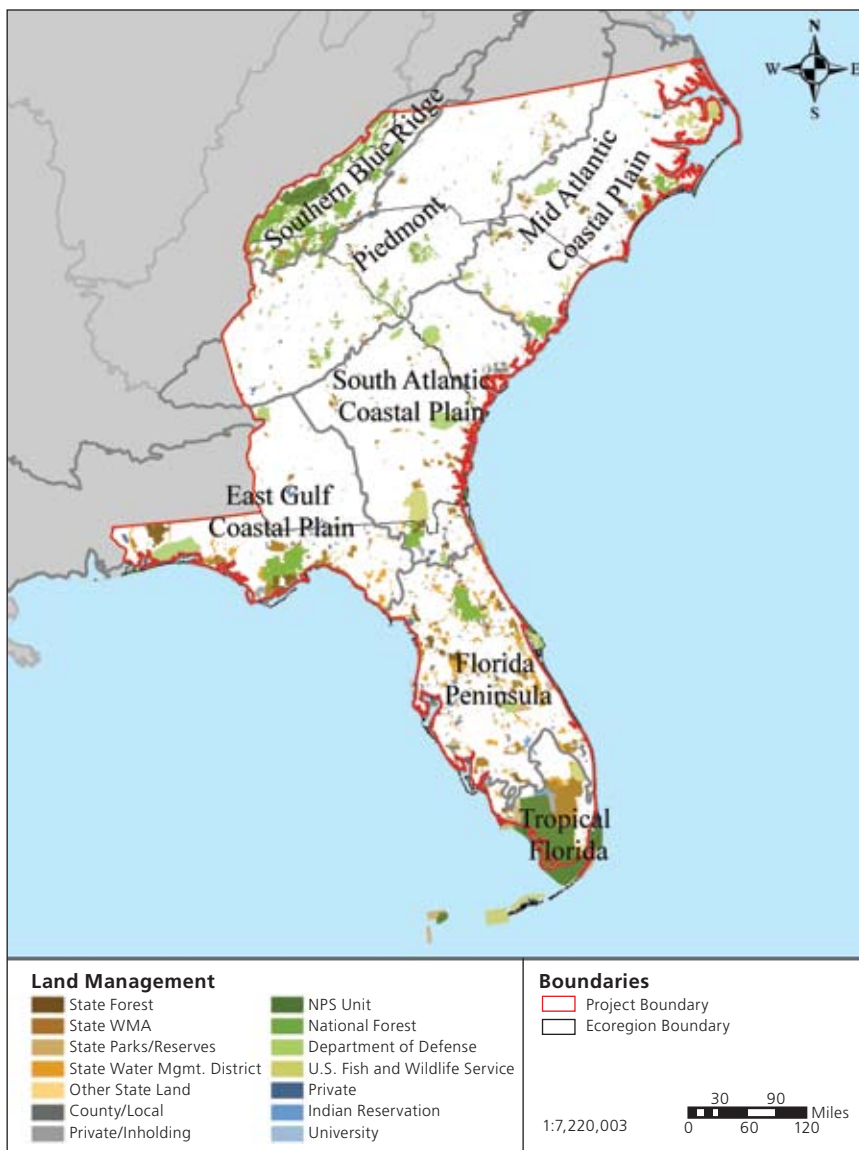 N
W
E
S
Southern Blue Ridge
Piedmont
Mid Atlantic
Coastal Plain
South Atlantic
Coastal Plain
East Gulf
Coastal Plain
Florida
Peninsula
Tropical
Florida
Land Management
State Forest
State WMA
State Parks/Reserves
State Water Mgmt. District
Other State Land
County/Local
Private/Inholding
NPS Unit
National Forest
Department of Defense
U.S. Fish and Wildlife Service
Private
Indian Reservation
University
Boundaries
Project Boundary
Ecoregion Boundary
1:7,220,003
30 90
Miles
0 60 120